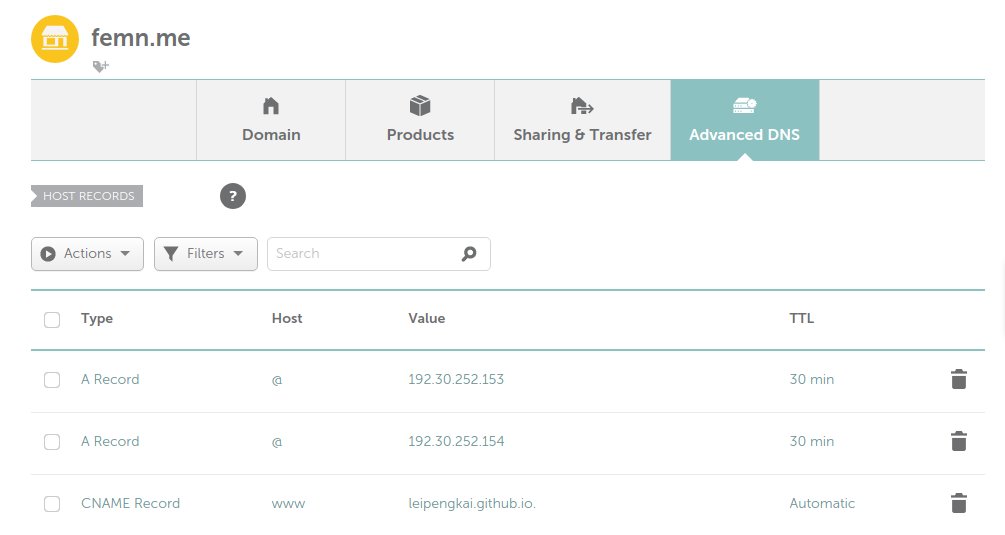 femn.me
Domain Products Sharing & Transfer Advanced DNS
HOST RECORDS ?
Actions Filters Search
Type Host Value TTL
A Record @ 192.30.252.153 30 min
A Record @ 192.30.252.154 30 min
CNAME Record www leipengkai.github.io. Automatic